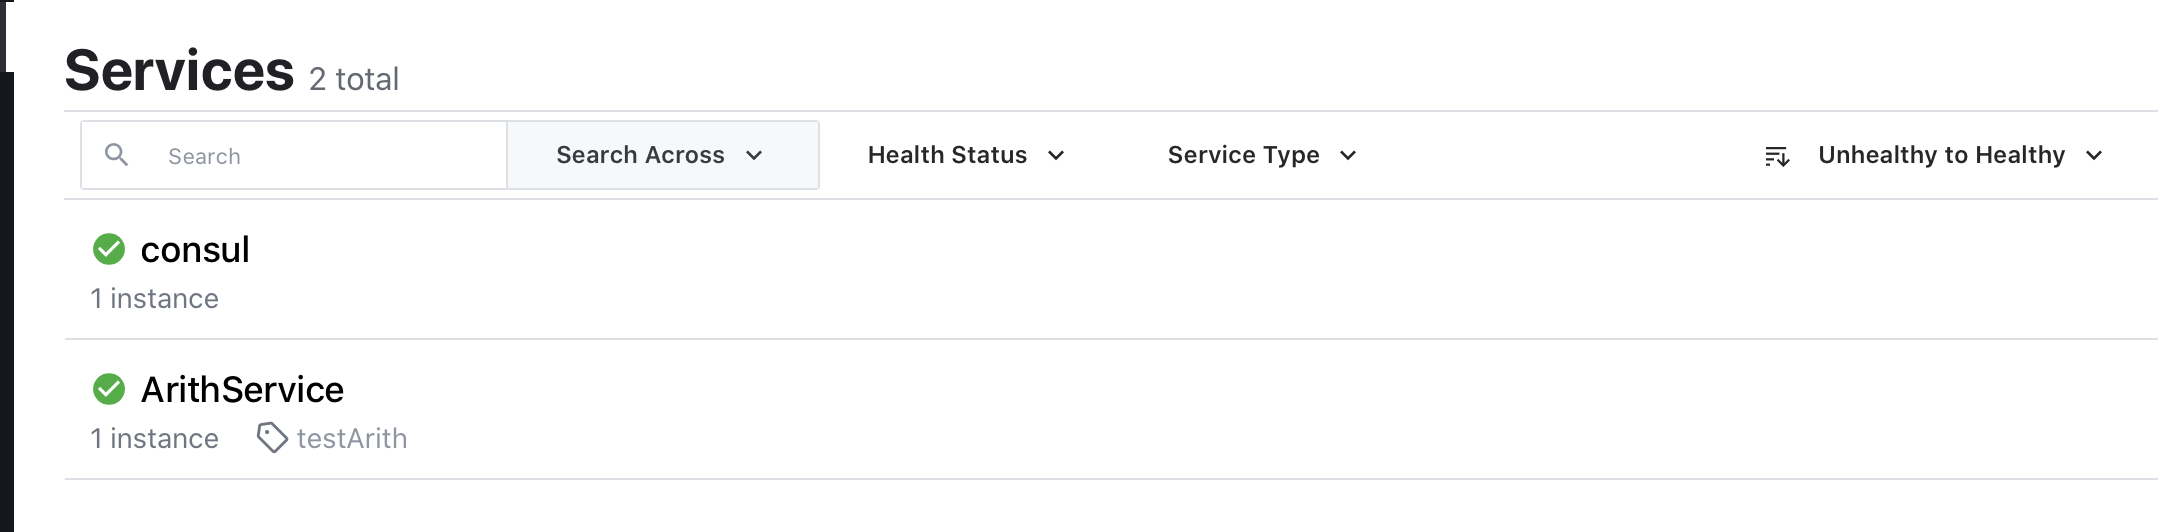 Services 2 total
Search Search Across Health Status Service Type Unhealthy to Healthy
consul
1 instance
ArithService
1 instance testArith